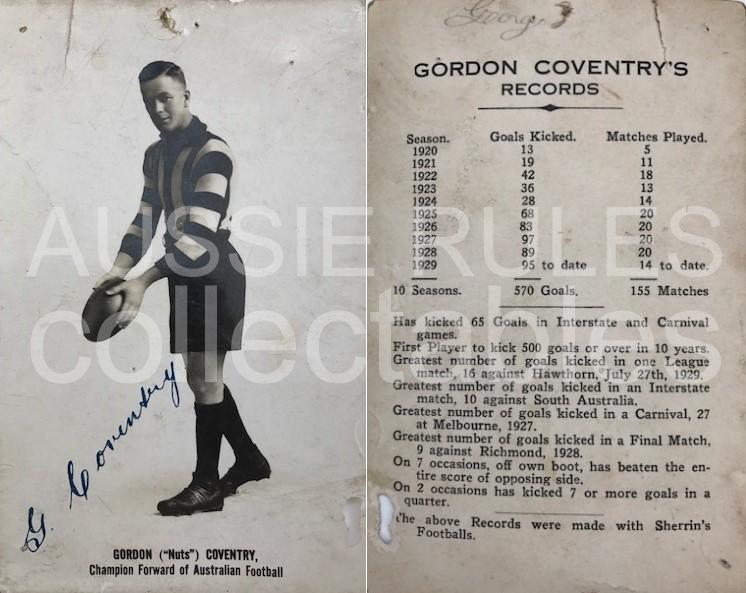 G. Coventry
GORDON ("Nuts") COVENTRY,
Champion Forward of Australian Football
George
GORDON COVENTRY'S
RECORDS
Season. Goals Kicked. Matches Played.
1920 13 5
1921 19 11
1922 42 18
1923 36 13
1924 28 14
1925 68 20
1926 83 20
1927 97 20
1928 89 20
1929 95 to date 14 to date.
10 Seasons. 570 Goals. 155 Matches
Has kicked 65 Goals in Interstate and Carnival
games.
First Player to kick 500 goals or over in 10 years.
Greatest number of goals kicked in one League
match, 16 against Hawthorn, July 27th, 1929.
Greatest number of goals kicked in an Interstate
match, 10 against South Australia.
Greatest number of goals kicked in a Carnival, 27
at Melbourne, 1927.
Greatest number of goals kicked in a Final Match,
9 against Richmond, 1928.
On 7 occasions, off own boot, has beaten the en-
tire score of opposing side.
On 2 occasions has kicked 7 or more goals in a
quarter.
The above Records were made with Sherrin's
Footballs.
AUSSIE RULES
collectables